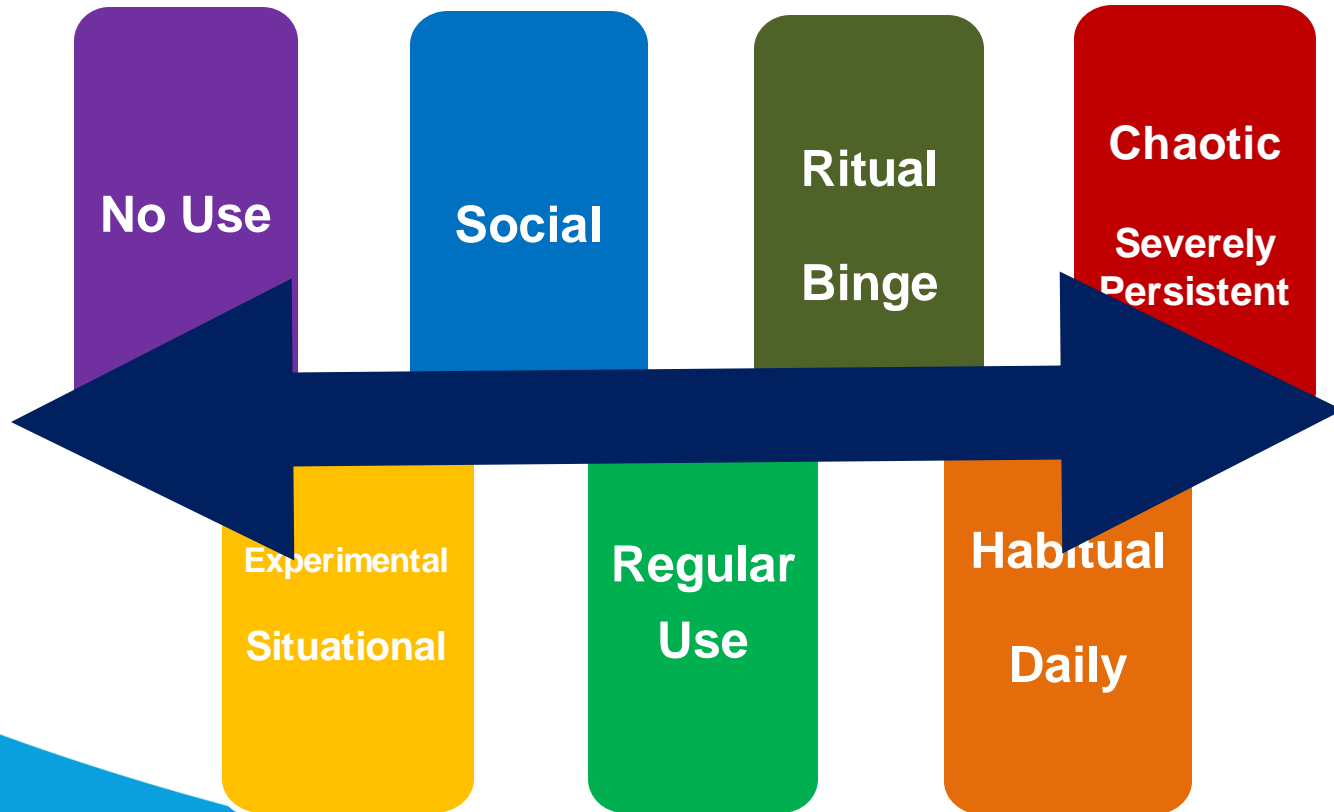 No Use
Social
Ritual
Binge
Chaotic
Severely
Persistent
Experimental
Situational
Regular
Use
Habitual
Daily